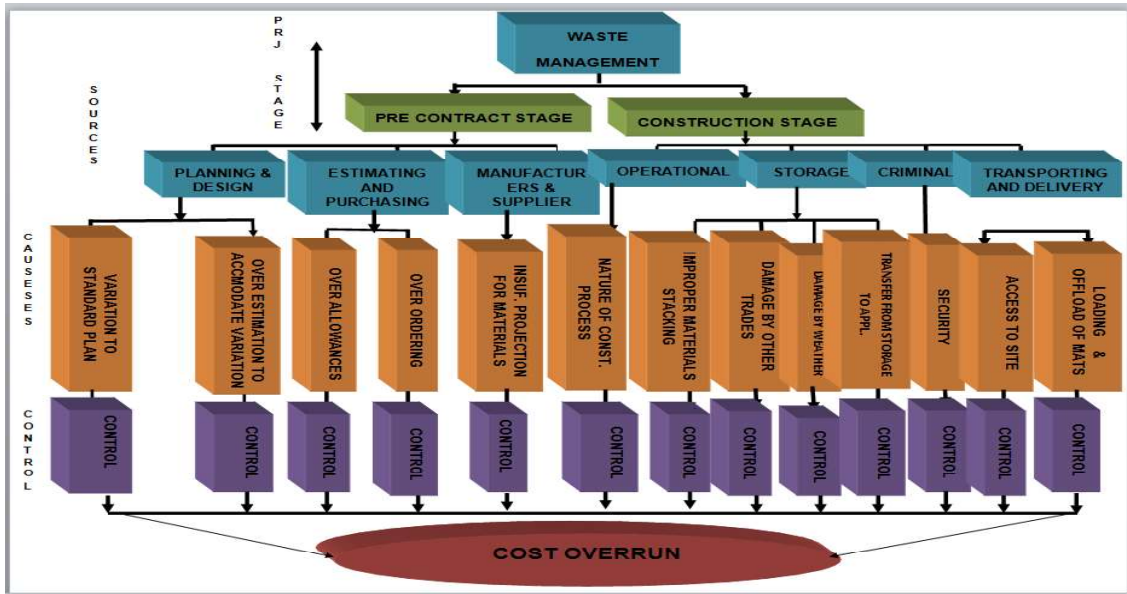 PRJ STAGE
WASTE
MANAGEMENT
SOURCES
PRE CONTRACT STAGE
CONSTRUCTION STAGE
PLANNING &
DESIGN
ESTIMATING
AND
PURCHASING
MANUFACTUR
ERS &
SUPPLIER
OPERATIONAL
STORAGE
CRIMINAL
TRANSPORTING
AND DELIVERY
CAUSESES
VARIATION TO
STANDARD PLAN
OVER ESTIMATION TO
ACCMODATE VARIATION
OVER ALLOWANCES
OVER ORDERING
INSUF. PROJECTION
FOR MATERIALS
NATURE OF CONST.
PROCESS
IMPROPER MATERIALS
STACKING
DAMAGE BY OTHER
TRADES
DAMAGE BY WEATHER
TRANSFER FROM STORAGE
TO APPL.
SECURITY
ACCESS TO SITE
LOADING &
OFFLOAD OF MATS
CONTROL
CONTROL
CONTROL
CONTROL
CONTROL
CONTROL
CONTROL
CONTROL
CONTROL
CONTROL
CONTROL
CONTROL
CONTROL
CONTROL
COST OVERRUN